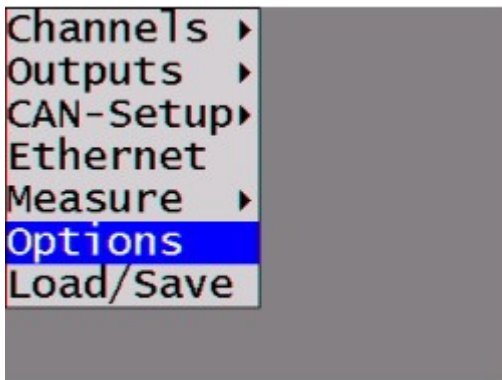 Channels
Outputs
CAN-Setup
Ethernet
Measure
Options
Load/Save